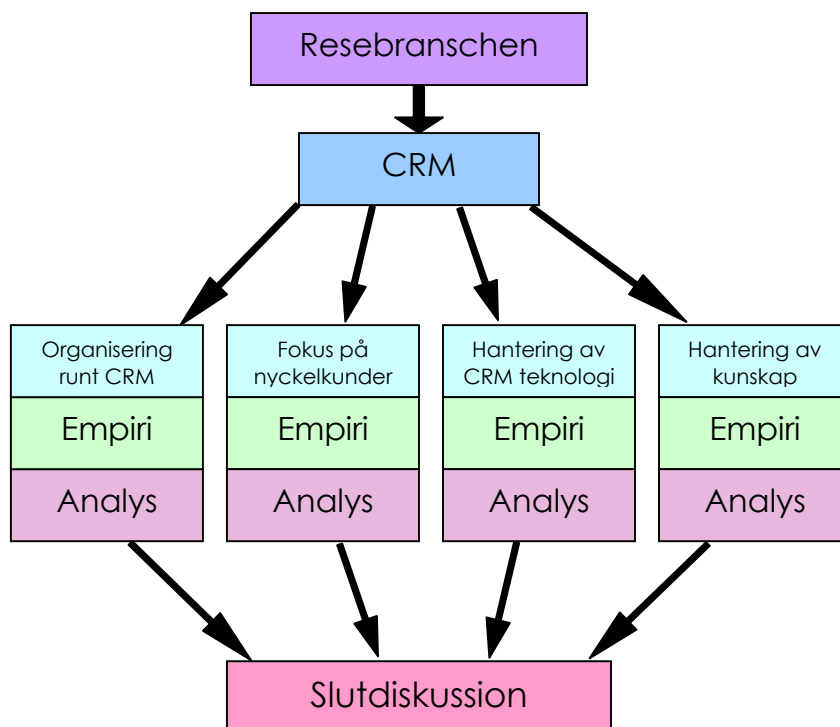 Resebranschen
CRM
Organisering
runt CRM
Empiri
Analys
Fokus på
nyckelkunder
Empiri
Analys
Hantering av
CRM teknologi
Empiri
Analys
Hantering av
kunskap
Empiri
Analys
Slutdiskussion